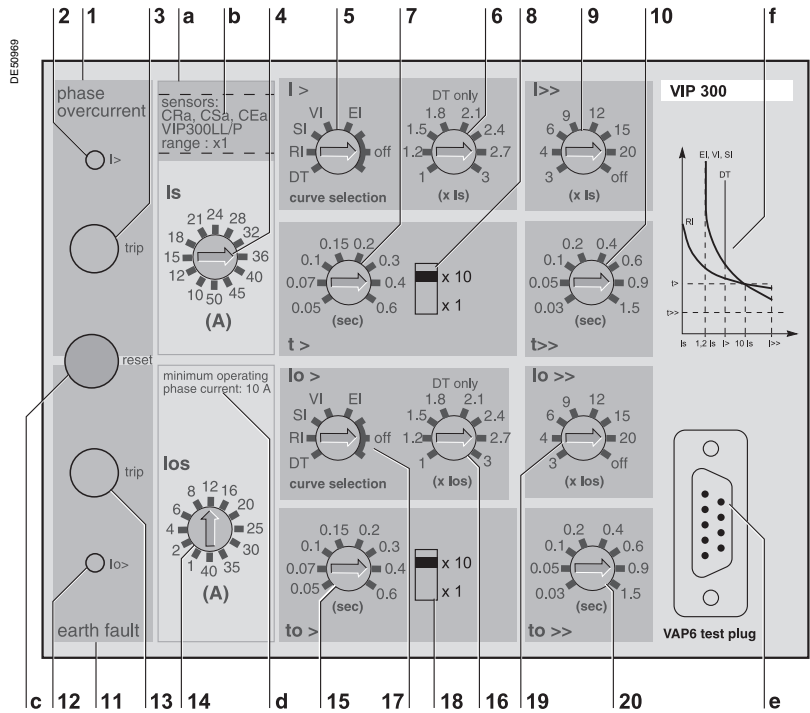 2 1 3 a b 4 5 7 6 8 9 10 f
DE50969
phase
overcurrent
I>
trip
reset
trip
Io>
earth fault
sensors:
CRa, CSa, CEa
VIP300LL/P
range : x1
Is
10 12 15 18 21 24 28 32 36 40 45 50
(A)
minimum operating
phase current: 10 A
Ios
1 2 4 6 8 12 16 20 25 30 35 40
(A)
I >
DT RI SI VI EI off
curve selection
DT only
1 1.2 1.5 1.8 2.1 2.4 2.7 3
(x Is)
I>>
3 4 6 9 12 15 20 off
(x Is)
0.05 0.07 0.1 0.15 0.2 0.3 0.4 0.6
(sec)
x 10
x 1
t >
0.03 0.05 0.1 0.2 0.4 0.6 0.9 1.5
(sec)
t>>
Io >
DT RI SI VI EI off
curve selection
DT only
1 1.2 1.5 1.8 2.1 2.4 2.7 3
(x Ios)
Io >>
3 4 6 9 12 15 20 off
(x Ios)
0.05 0.07 0.1 0.15 0.2 0.3 0.4 0.6
(sec)
x 10
x 1
to >
0.03 0.05 0.1 0.2 0.4 0.6 0.9 1.5
(sec)
to >>
VIP 300
EI, VI, SI
DT
RI
t>
t>>
Is 1,2 Is I> 10 Is I>>
VAP6 test plug
c 12 11 13 14 d 15 17 18 16 19 20 e